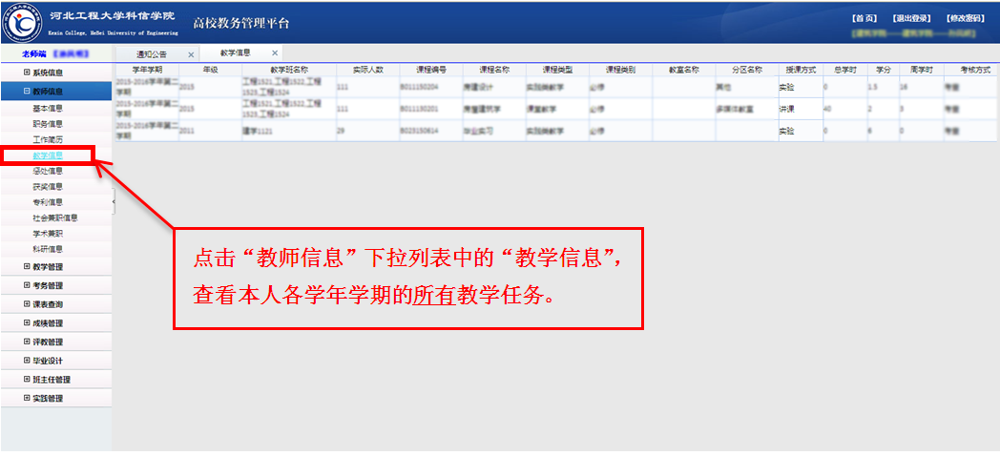 河北工程大学科信学院
Kexin College, HeBei University of Engineering
高校教务管理平台
【首页】 【退出登录】 【修改密码】
老师端
通知公告 ×
教学信息 ×
系统信息
教师信息
基本信息
职务信息
工作简历
教学信息
惩处信息
获奖信息
专利信息
社会兼职信息
学术兼职
科研信息
教学管理
考务管理
课表查询
成绩管理
评教管理
毕业设计
班主任管理
实践管理
学年学期 年级 教学班名称 实际人数 课程编号 课程名称 课程类型 课程类别 教室名称 分区名称 授课方式 总学时 学分 周学时 考核方式
2015-2016学年第二学期 2015 工程1521,工程1522,工程1523,工程1524 111 B011150204 房建设计 实践类教学 必修 其他 实验 0 1.5 16
2015-2016学年第二学期 2015 工程1521,工程1522,工程1523,工程1524 111 B011150201 房屋建筑学 课堂教学 必修 多媒体教室 讲课 40 2 3
2015-2016学年第二学期 2011 建学1121 29 B023150614 毕业实习 实践类教学 必修 实验 0 6 0
点击“教师信息”下拉列表中的“教学信息”,
查看本人各学年学期的所有教学任务。